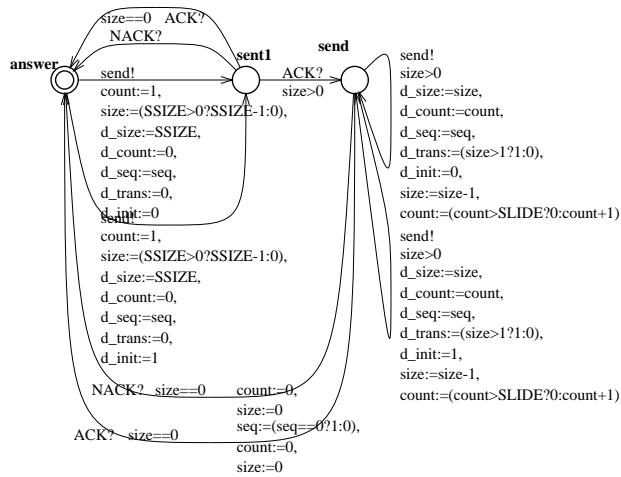 size==0 ACK?
NACK?
answer
sent1
send
send!
count:=1,
size:=(SSIZE>0?SSIZE-1:0),
d_size:=SSIZE,
d_count:=0,
d_seq:=seq,
d_trans:=0,
d_init:=0
ACK?
size>0
send!
size>0
d_size:=size,
d_count:=count,
d_seq:=seq,
d_trans:=(size>1?1:0),
d_init:=0,
size:=size-1,
count:=(count>SLIDE?0:count+1)
send!
count:=1,
size:=(SSIZE>0?SSIZE-1:0),
d_size:=SSIZE,
d_count:=0,
d_seq:=seq,
d_trans:=0,
d_init:=1
send!
size>0
d_size:=size,
d_count:=count,
d_seq:=seq,
d_trans:=(size>1?1:0),
d_init:=1,
size:=size-1,
count:=(count>SLIDE?0:count+1)
NACK? size==0 count:=0,
size:=0
ACK? size==0 seq:=(seq==0?1:0),
count:=0,
size:=0